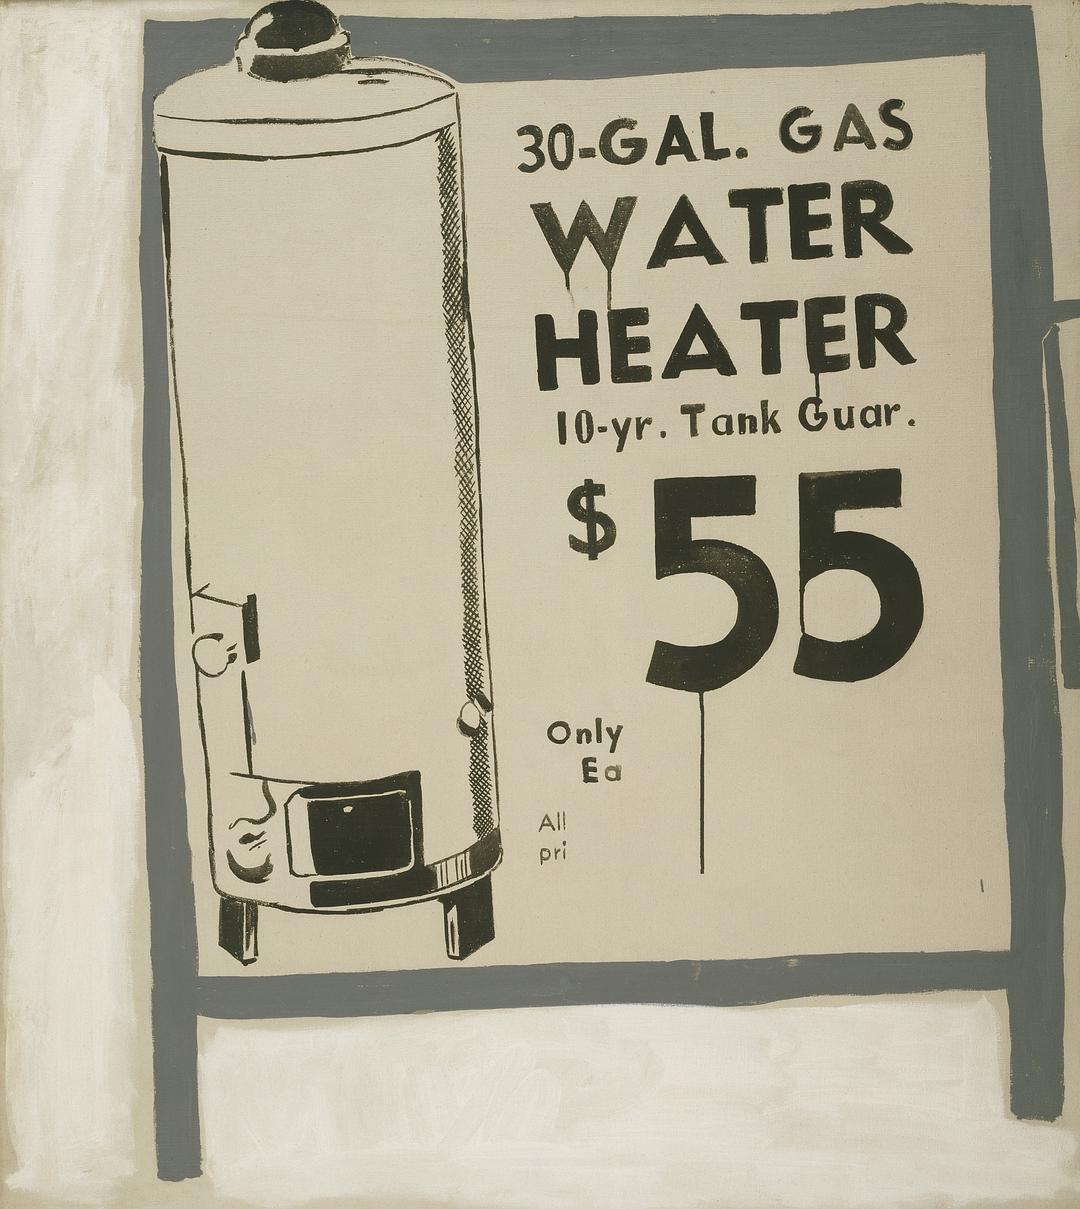 30-GAL. GAS
WATER
HEATER
10-yr. Tank Guar.
$55
Only
Ea
All
pri